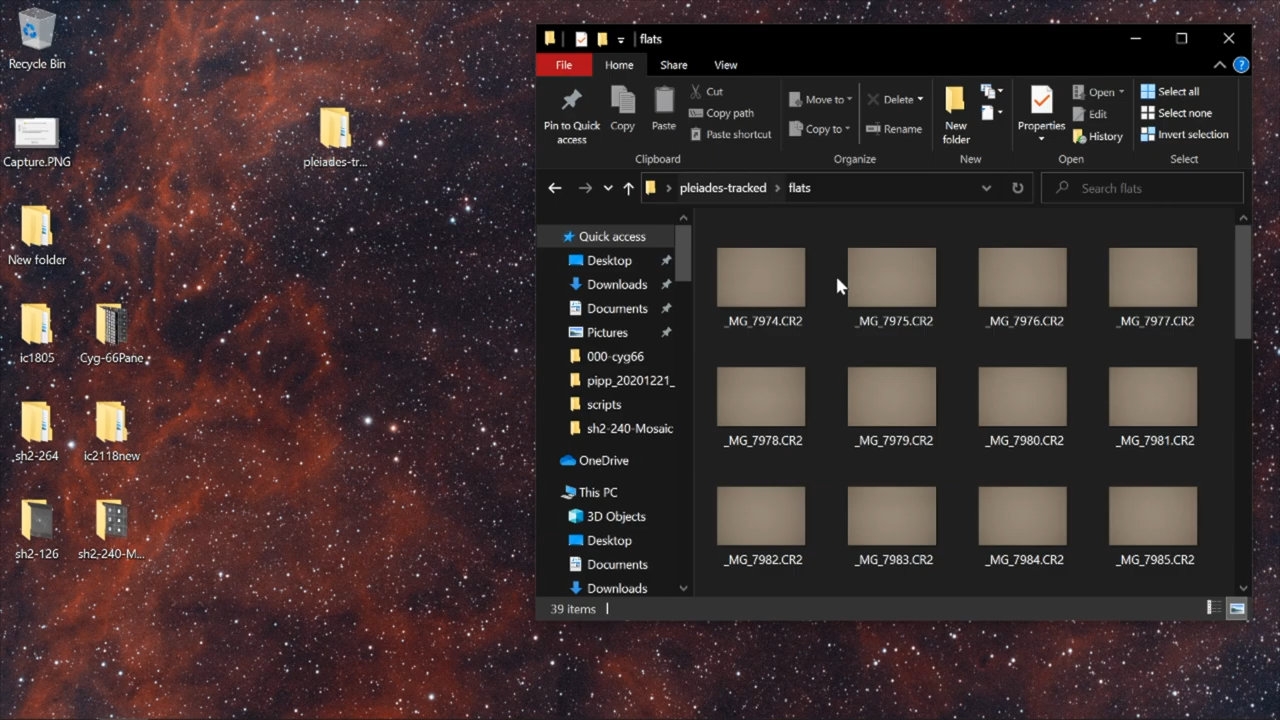 Recycle Bin
Capture.PNG
New folder
ic1805
Cyg-66Pane
sh2-264
ic2118new
sh2-126
sh2-240-M...
pleiades-tr...
flats
File Home Share View
Pin to Quick access
Copy
Paste
Cut
Copy path
Paste shortcut
Clipboard
Move to
Copy to
Delete
Rename
Organize
New folder
New
Properties
Open
Edit
History
Open
Select all
Select none
Invert selection
Select
pleiades-tracked > flats
Search flats
Quick access
Desktop
Downloads
Documents
Pictures
000-cyg66
pipp_20201221_
scripts
sh2-240-Mosaic
OneDrive
This PC
3D Objects
Desktop
Documents
Downloads
_MG_7974.CR2 _MG_7975.CR2 _MG_7976.CR2 _MG_7977.CR2
_MG_7978.CR2 _MG_7979.CR2 _MG_7980.CR2 _MG_7981.CR2
_MG_7982.CR2 _MG_7983.CR2 _MG_7984.CR2 _MG_7985.CR2
39 items